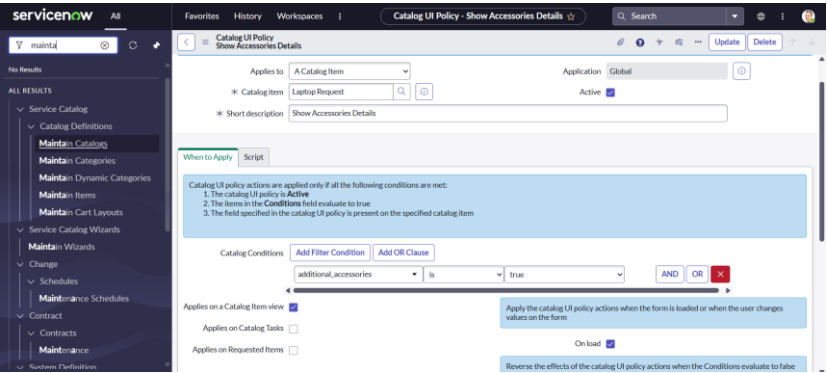 servicenow All Favorites History Workspaces Catalog UI Policy - Show Accessories Details Search
mainta
No Results
ALL RESULTS
Service Catalog
Catalog Definitions
Maintain Catalogs
Maintain Categories
Maintain Dynamic Categories
Maintain Items
Maintain Cart Layouts
Service Catalog Wizards
Maintain Wizards
Change
Schedules
Maintenance Schedules
Contract
Contracts
Maintenance
System Definition
Catalog UI Policy
Show Accessories Details
Update Delete
Applies to A Catalog Item Application Global
Catalog item Laptop Request Active
Short description Show Accessories Details
When to Apply Script
Catalog UI policy actions are applied only if all the following conditions are met:
1. The catalog UI policy is Active
2. The items in the Conditions field evaluate to true
3. The field specified in the catalog UI policy is present on the specified catalog item
Catalog Conditions Add Filter Condition Add OR Clause
additional_accessories is true AND OR
Applies on a Catalog Item view
Applies on Catalog Tasks
Applies on Requested Items
Apply the catalog UI policy actions when the form is loaded or when the user changes
values on the form
On load
Reverse the effects of the catalog UI policy actions when the Conditions evaluate to false